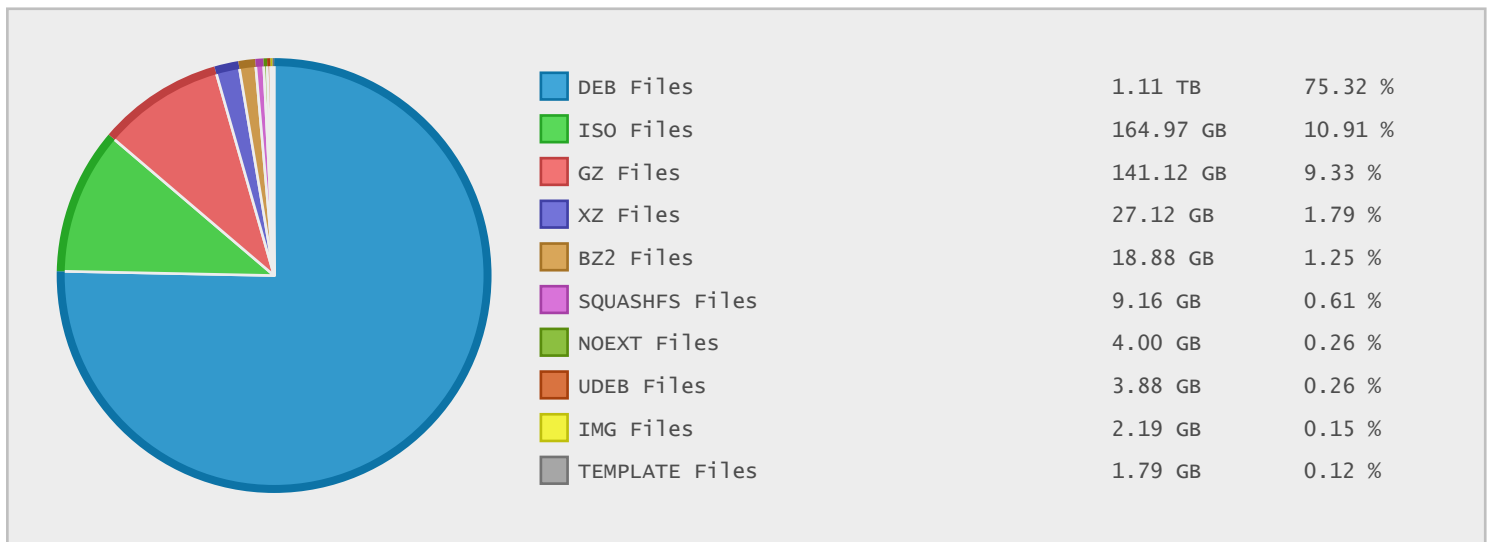 DEB Files 1.11 TB 75.32 %
ISO Files 164.97 GB 10.91 %
GZ Files 141.12 GB 9.33 %
XZ Files 27.12 GB 1.79 %
BZ2 Files 18.88 GB 1.25 %
SQUASHFS Files 9.16 GB 0.61 %
NOEXT Files 4.00 GB 0.26 %
UDEB Files 3.88 GB 0.26 %
IMG Files 2.19 GB 0.15 %
TEMPLATE Files 1.79 GB 0.12 %